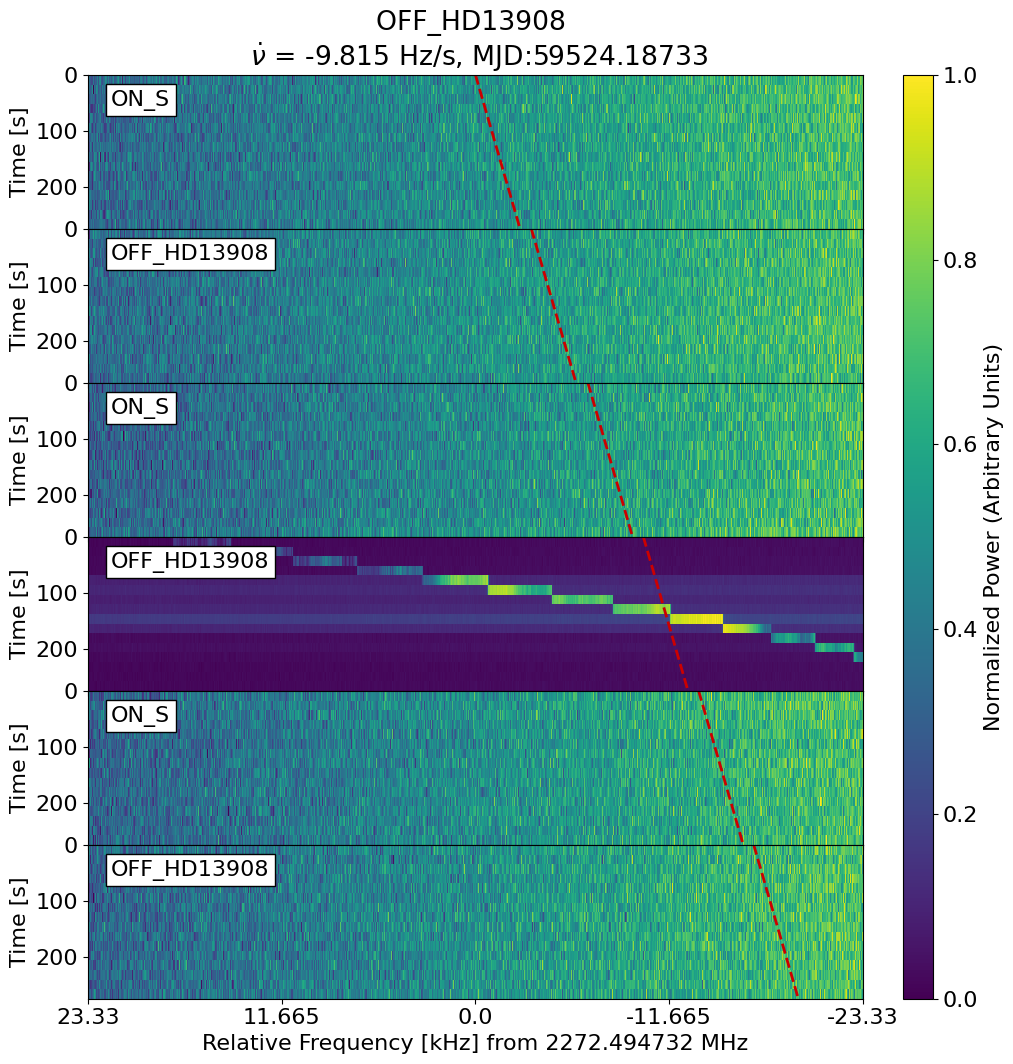 OFF_HD13908
ν̇ = -9.815 Hz/s, MJD:59524.18733
ON_S
OFF_HD13908
ON_S
OFF_HD13908
ON_S
OFF_HD13908
Time [s]
Time [s]
Time [s]
Time [s]
Time [s]
Time [s]
0
100
200
0
100
200
0
100
200
0
100
200
0
100
200
0
100
200
23.33
11.665
0.0
-11.665
-23.33
Relative Frequency [kHz] from 2272.494732 MHz
1.0
0.8
0.6
0.4
0.2
0.0
Normalized Power (Arbitrary Units)